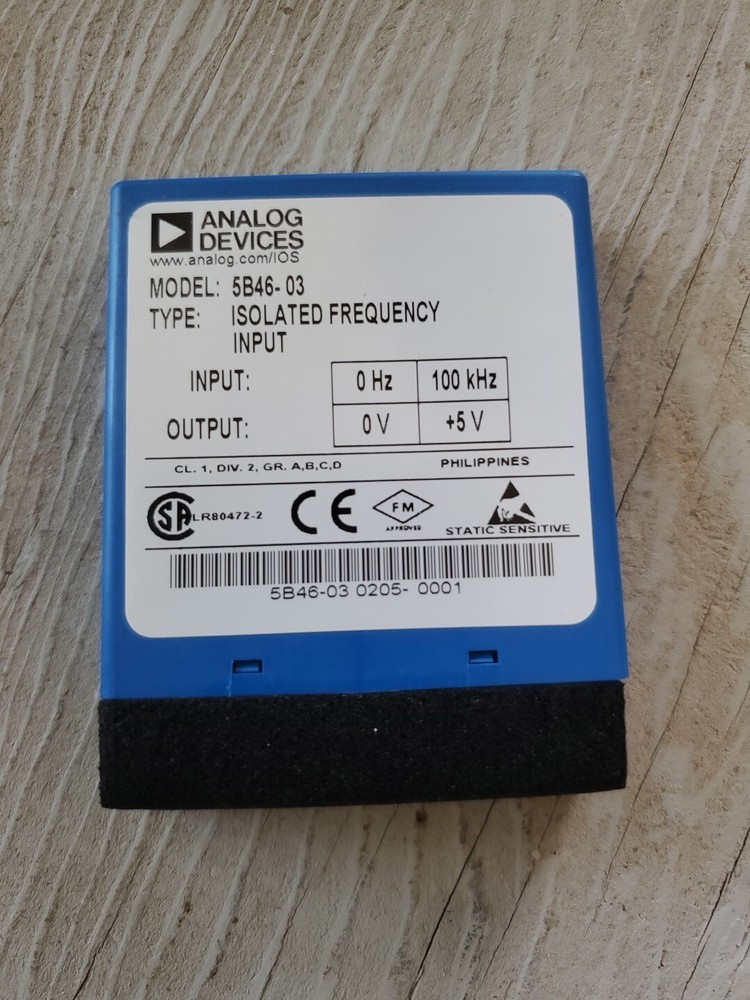 ANALOG
DEVICES
www.analog.com/IOS
MODEL: 5B46-03
TYPE: ISOLATED FREQUENCY
INPUT
INPUT: 0 Hz 100 kHz
OUTPUT: 0 V +5 V
CL. 1, DIV. 2, GR. A,B,C,D PHILIPPINES
SA LR80472-2 CE FM
APPROVED
STATIC SENSITIVE
5B46-03 0205- 0001